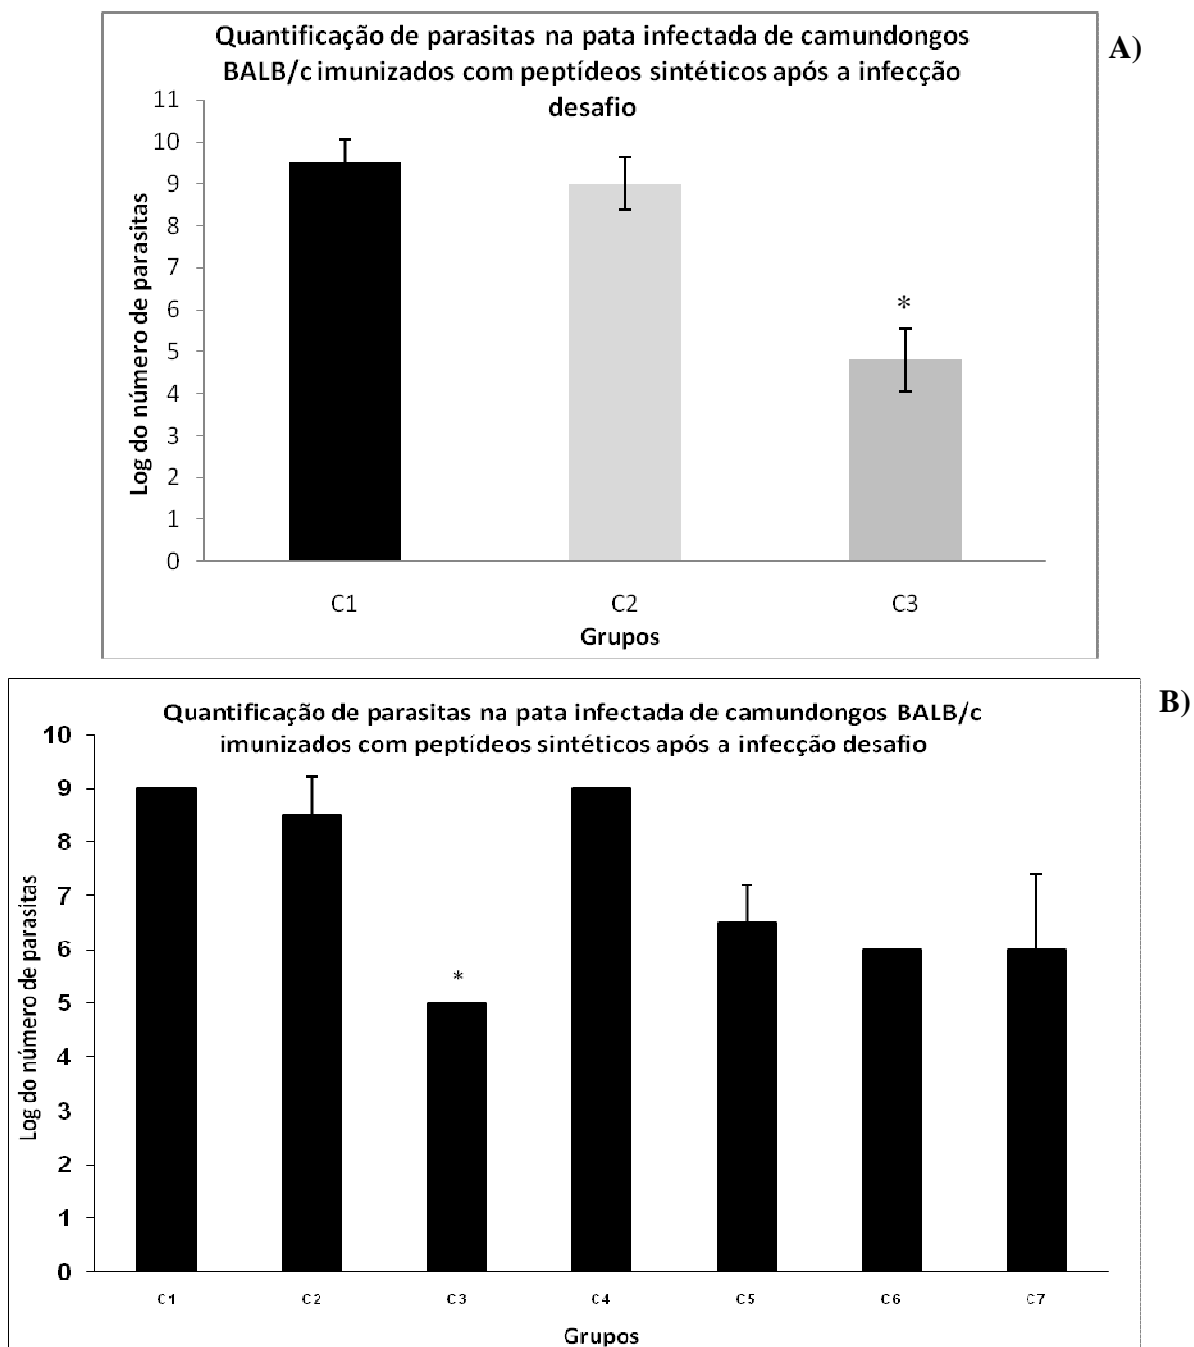 Quantificação de parasitas na pata infectada de camundongos
BALB/c imunizados com peptídeos sintéticos após a infecção
desafio
A)
Log do número de parasitas
11
10
9
8
7
6
5
4
3
2
1
0
*
C1 C2 C3
Grupos
Quantificação de parasitas na pata infectada de camundongos BALB/c
imunizados com peptídeos sintéticos após a infecção desafio
B)
Log do número de parasitas
10
9
8
7
6
5
4
3
2
1
0
*
C1 C2 C3 C4 C5 C6 C7
Grupos